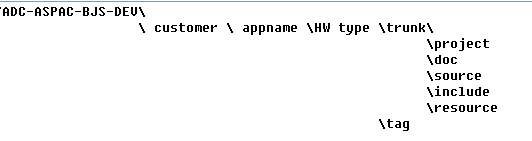 ADC-ASPAC-BJS-DEV\
\ customer \ appname \HW type \trunk\
\project
\doc
\source
\include
\resource
\tag